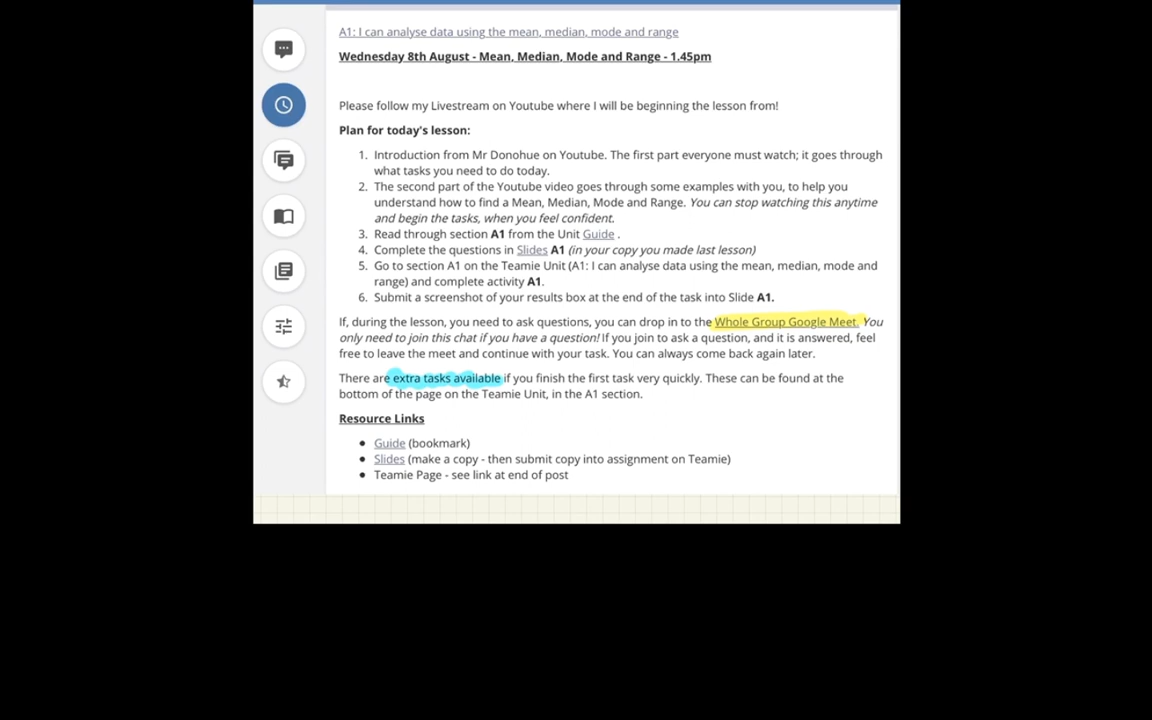 A1: I can analyse data using the mean, median, mode and range
Wednesday 8th August - Mean, Median, Mode and Range - 1.45pm
Please follow my Livestream on Youtube where I will be beginning the lesson from!
Plan for today's lesson:
1. Introduction from Mr Donohue on Youtube. The first part everyone must watch; it goes through
what tasks you need to do today.
2. The second part of the Youtube video goes through some examples with you, to help you
understand how to find a Mean, Median, Mode and Range. You can stop watching this anytime
and begin the tasks, when you feel confident.
3. Read through section A1 from the Unit Guide .
4. Complete the questions in Slides A1 (in your copy you made last lesson)
5. Go to section A1 on the Teamie Unit (A1: I can analyse data using the mean, median, mode and
range) and complete activity A1.
6. Submit a screenshot of your results box at the end of the task into Slide A1.
If, during the lesson, you need to ask questions, you can drop in to the Whole Group Google Meet. You
only need to join this chat if you have a question! If you join to ask a question, and it is answered, feel
free to leave the meet and continue with your task. You can always come back again later.
There are extra tasks available if you finish the first task very quickly. These can be found at the
bottom of the page on the Teamie Unit, in the A1 section.
Resource Links
• Guide (bookmark)
• Slides (make a copy - then submit copy into assignment on Teamie)
• Teamie Page - see link at end of post